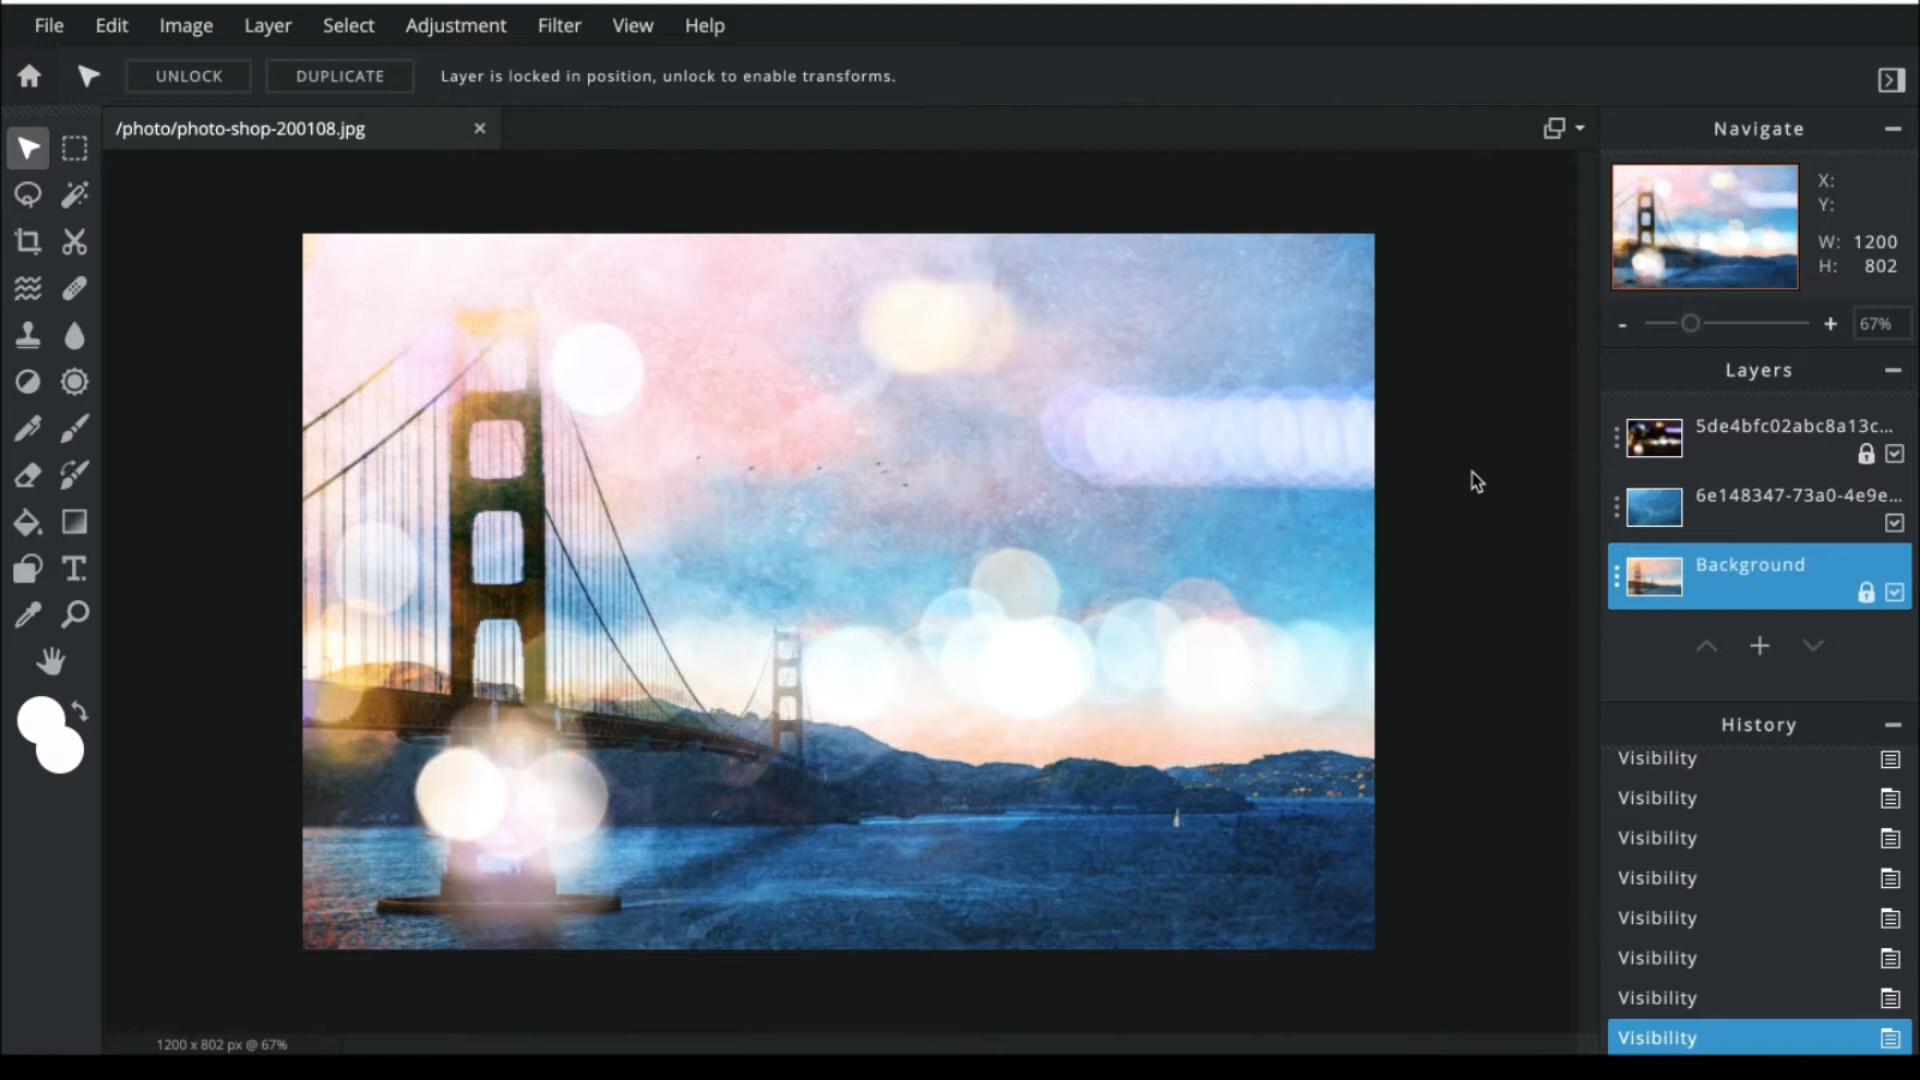 File Edit Image Layer Select Adjustment Filter View Help
UNLOCK DUPLICATE Layer is locked in position, unlock to enable transforms.
/photo/photo-shop-200108.jpg
Navigate
X:
Y:
W: 1200
H: 802
- + 67%
Layers
5de4bfc02abc8a13c...
6e148347-73a0-4e9e...
Background
History
Visibility
Visibility
Visibility
Visibility
Visibility
Visibility
Visibility
Visibility
1200 x 802 px @ 67%